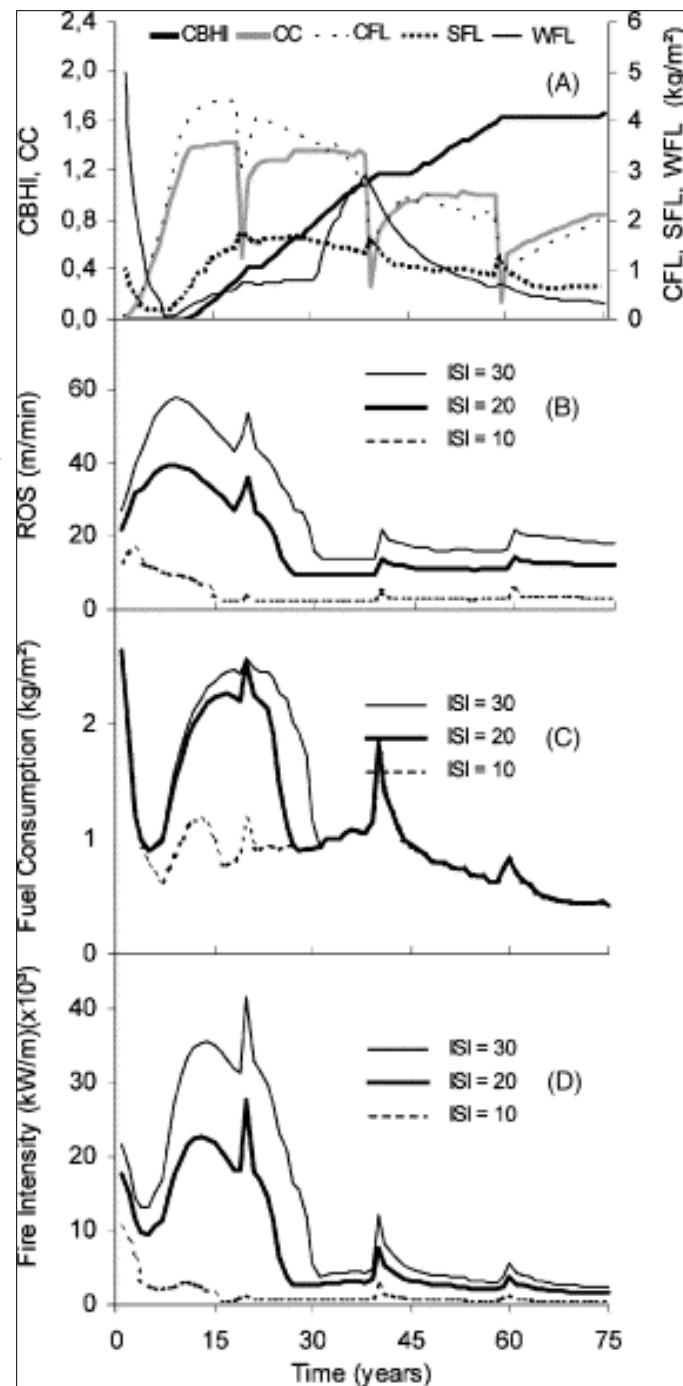 CBHI CC CFL SFL WFL
(A)
CBHI, CC
2,4
2,0
1,6
1,2
0,8
0,4
0,0
CFL, SFL, WFL (kg/m²)
6
5
4
3
2
1
0
ROS (m/min)
60
40
20
0
ISI = 30
ISI = 20 (B)
ISI = 10
Fuel Consumption (kg/m²)
2
1
0
ISI = 30
ISI = 20 (C)
ISI = 10
Fire Intensity (kW/m)(x10³)
40
30
20
10
0
ISI = 30
ISI = 20 (D)
ISI = 10
0 15 30 45 60 75
Time (years)